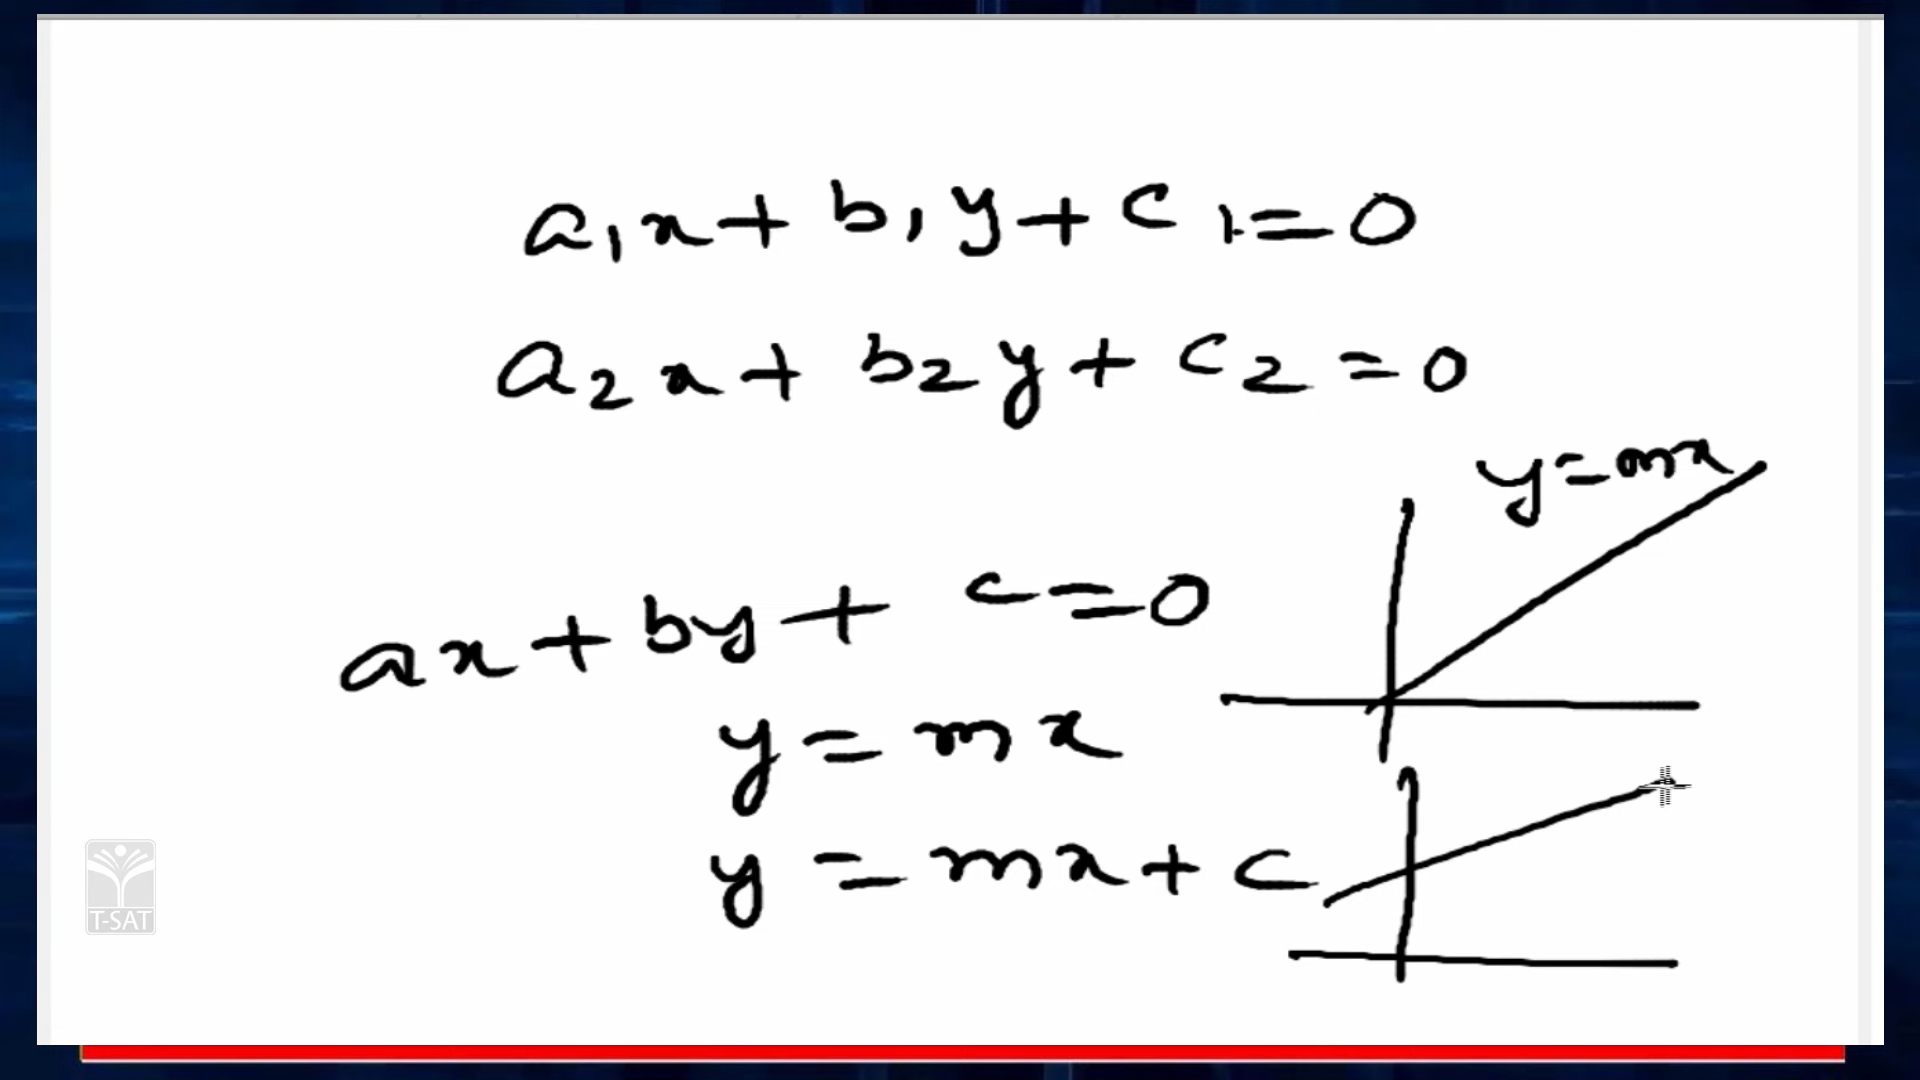 a₁x + b₁y + c₁ = 0
a₂x + b₂y + c₂ = 0
y = mx
ax + by + c = 0
y = mx
y = mx + c
T-SAT